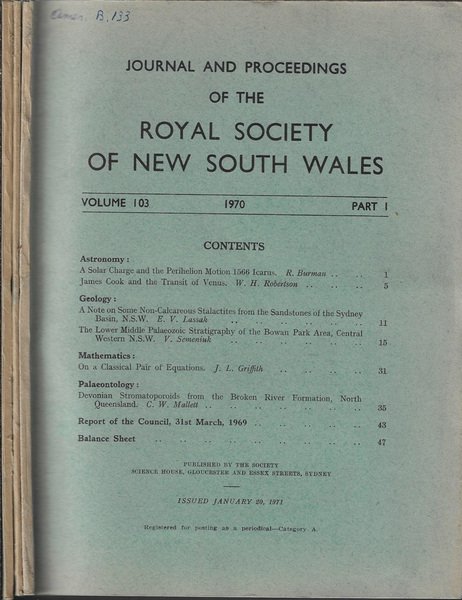 B, 133
JOURNAL AND PROCEEDINGS
OF THE
ROYAL SOCIETY
OF NEW SOUTH WALES
VOLUME 103 1970 PART 1
CONTENTS
Astronomy :
A Solar Charge and the Perihelion Motion 1566 Icarus. R. Burman .. .. 1
James Cook and the Transit of Venus. W. H. Robertson .. .. .. 5
Geology :
A Note on Some Non-Calcareous Stalactites from the Sandstones of the Sydney
Basin, N.S.W. E. V. Lassak .. .. .. .. .. .. .. 11
The Lower Middle Palaeozoic Stratigraphy of the Bowan Park Area, Central
Western N.S.W. V. Semeniuk .. .. .. .. .. .. .. 15
Mathematics :
On a Classical Pair of Equations. J. L. Griffith .. .. .. .. 31
Palaeontology :
Devonian Stromatoporoids from the Broken River Formation, North
Queensland. C. W. Mallett .. .. .. .. .. .. .. 35
Report of the Council, 31st March, 1969 .. .. .. .. .. 43
Balance Sheet .. .. .. .. .. .. .. .. 47
PUBLISHED BY THE SOCIETY
SCIENCE HOUSE, GLOUCESTER AND ESSEX STREETS, SYDNEY
ISSUED JANUARY 20, 1971
Registered for posting as a periodical—Category A.